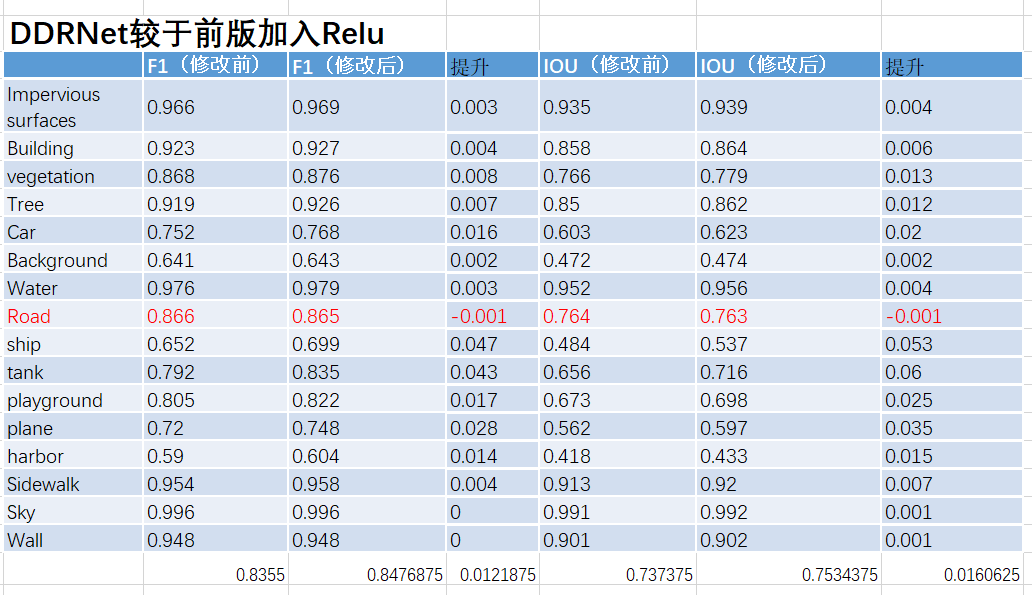 DDRNet较于前版加入Relu
F1（修改前） F1（修改后） 提升 IOU（修改前） IOU（修改后） 提升
Impervious
surfaces 0.966 0.969 0.003 0.935 0.939 0.004
Building 0.923 0.927 0.004 0.858 0.864 0.006
vegetation 0.868 0.876 0.008 0.766 0.779 0.013
Tree 0.919 0.926 0.007 0.85 0.862 0.012
Car 0.752 0.768 0.016 0.603 0.623 0.02
Background 0.641 0.643 0.002 0.472 0.474 0.002
Water 0.976 0.979 0.003 0.952 0.956 0.004
Road 0.866 0.865 -0.001 0.764 0.763 -0.001
ship 0.652 0.699 0.047 0.484 0.537 0.053
tank 0.792 0.835 0.043 0.656 0.716 0.06
playground 0.805 0.822 0.017 0.673 0.698 0.025
plane 0.72 0.748 0.028 0.562 0.597 0.035
harbor 0.59 0.604 0.014 0.418 0.433 0.015
Sidewalk 0.954 0.958 0.004 0.913 0.92 0.007
Sky 0.996 0.996 0 0.991 0.992 0.001
Wall 0.948 0.948 0 0.901 0.902 0.001
0.8355 0.8476875 0.0121875 0.737375 0.7534375 0.0160625